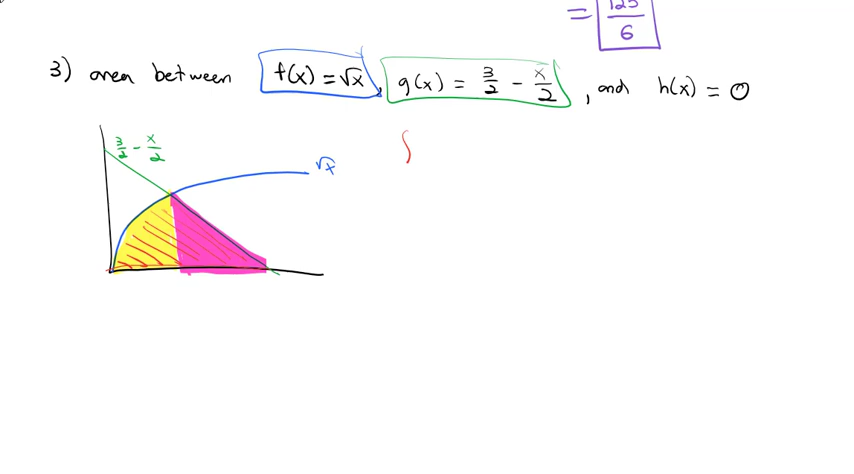 = 125/6
3) area between f(x) = √x, g(x) = 3/2 - x/2, and h(x) = 0
3/2 - x/2
√x
∫